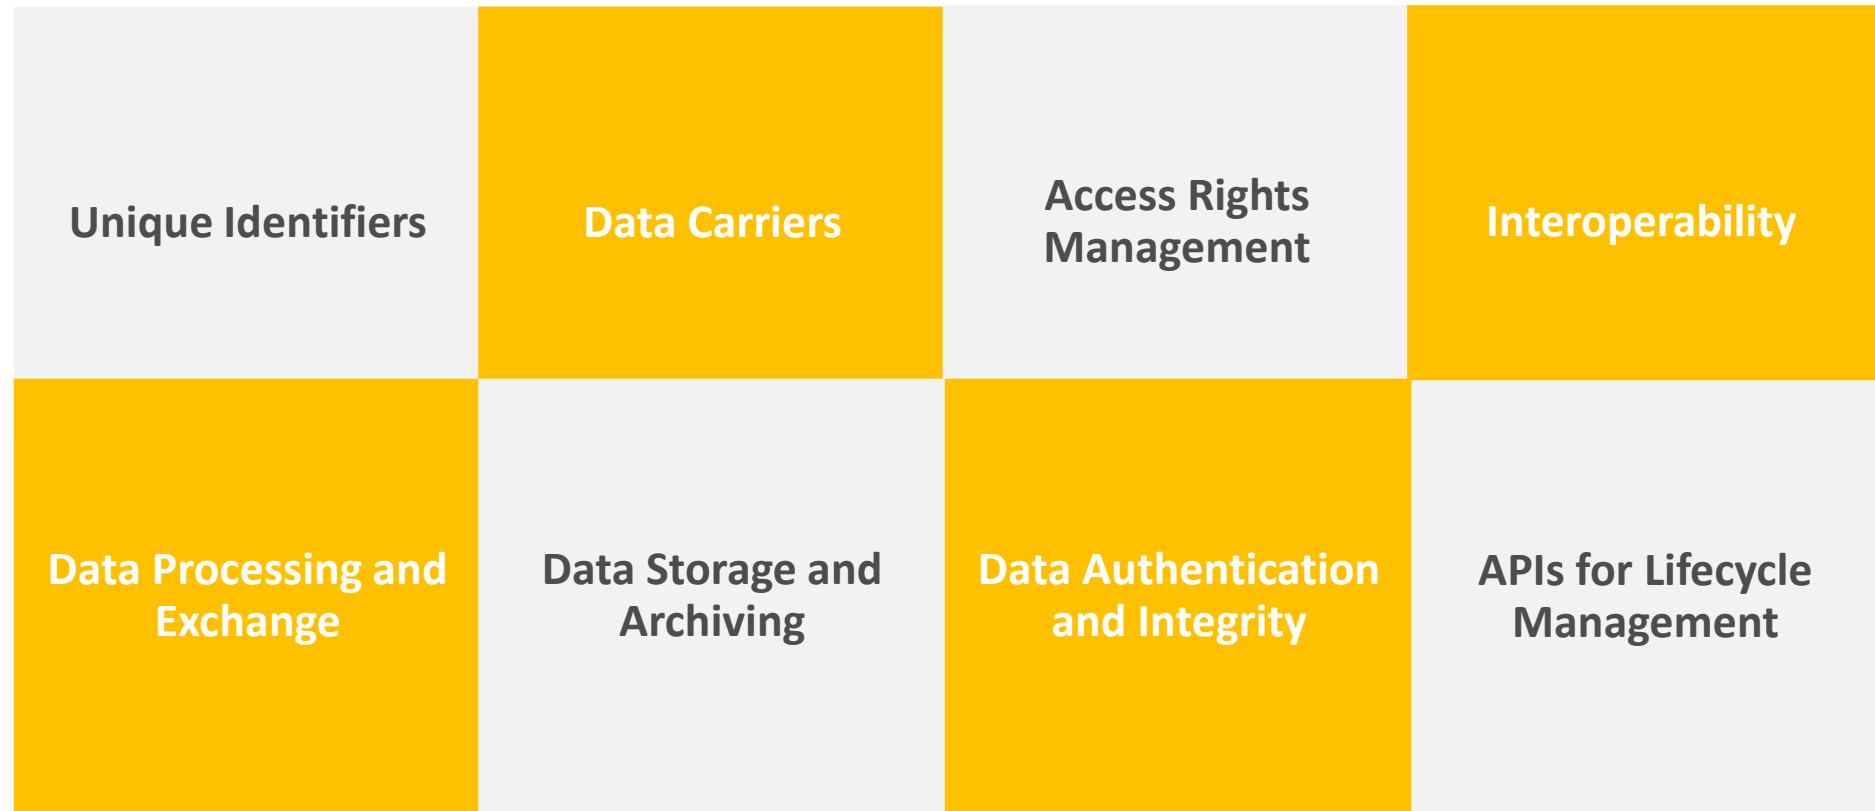 Unique Identifiers
Data Carriers
Access Rights
Management
Interoperability
Data Processing and
Exchange
Data Storage and
Archiving
Data Authentication
and Integrity
APIs for Lifecycle
Management